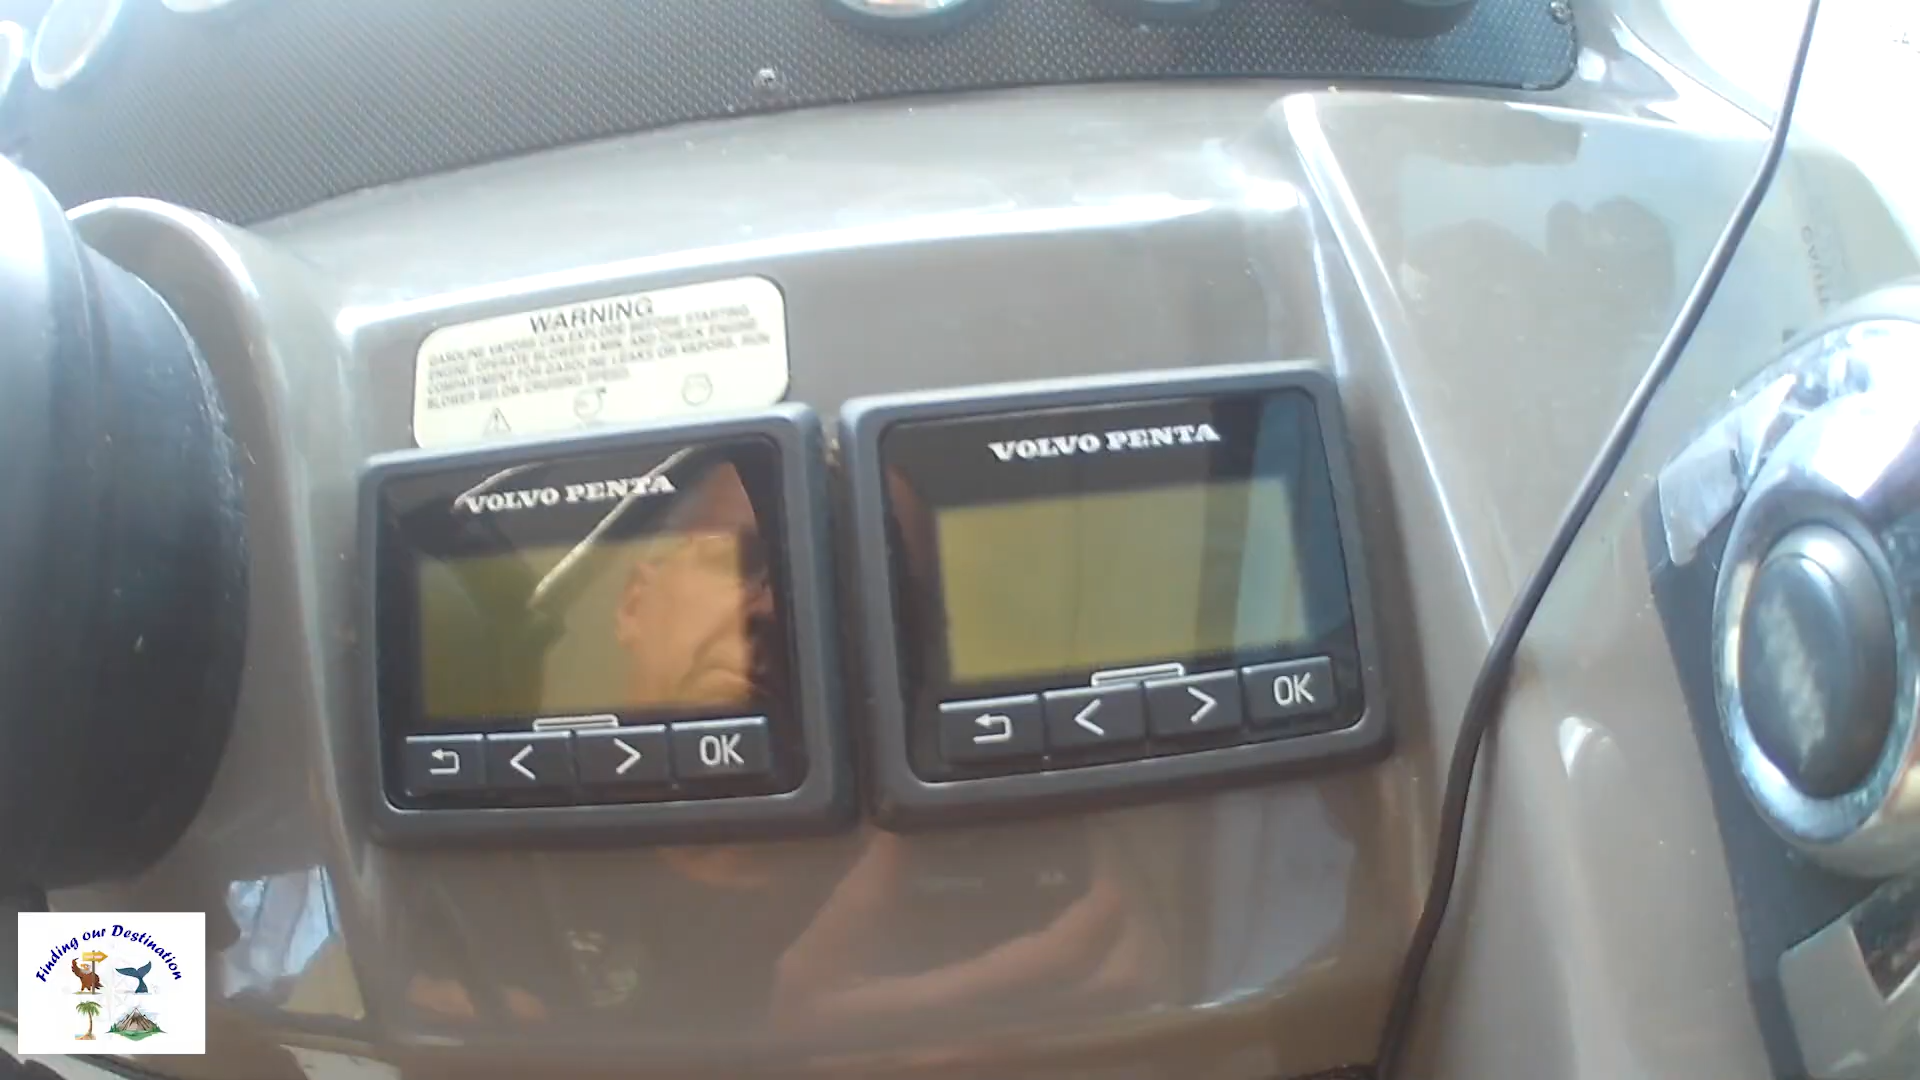 WARNING
GASOLINE VAPORS CAN EXPLODE BEFORE STARTING
ENGINE, OPERATE BLOWER 4 MIN. AND CHECK ENGINE
COMPARTMENT FOR GASOLINE LEAKS OR VAPORS. RUN
BLOWER BELOW CRUISING SPEED.
VOLVO PENTA
< > OK
VOLVO PENTA
< > OK
Finding our Destination